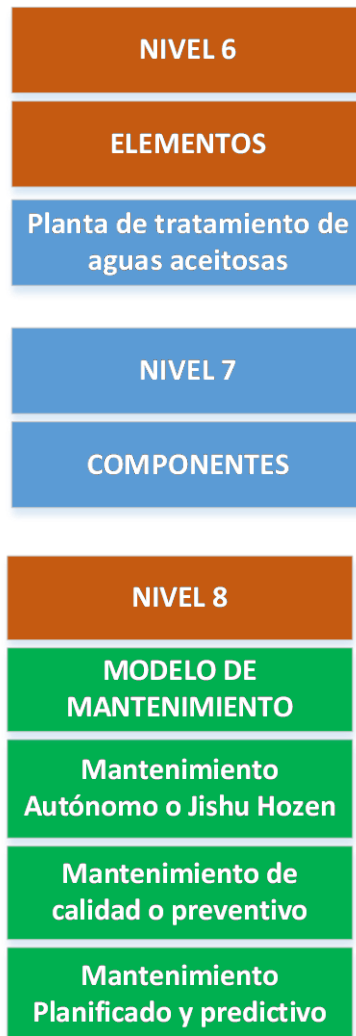 NIVEL 6
ELEMENTOS
Planta de tratamiento de
aguas aceitosas
NIVEL 7
COMPONENTES
NIVEL 8
MODELO DE
MANTENIMIENTO
Mantenimiento
Autónomo o Jishu Hozen
Mantenimiento de
calidad o preventivo
Mantenimiento
Planificado y predictivo